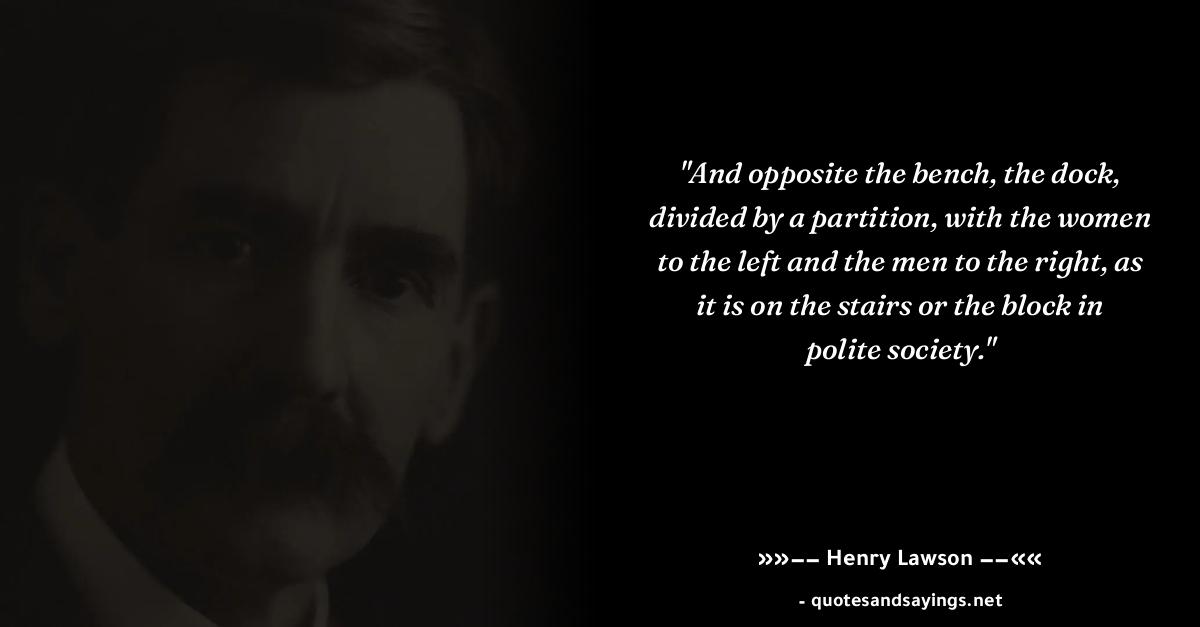 "And opposite the bench, the dock,
divided by a partition, with the women
to the left and the men to the right, as
it is on the stairs or the block in
polite society."
»»–– Henry Lawson ––««
- quotesandsayings.net